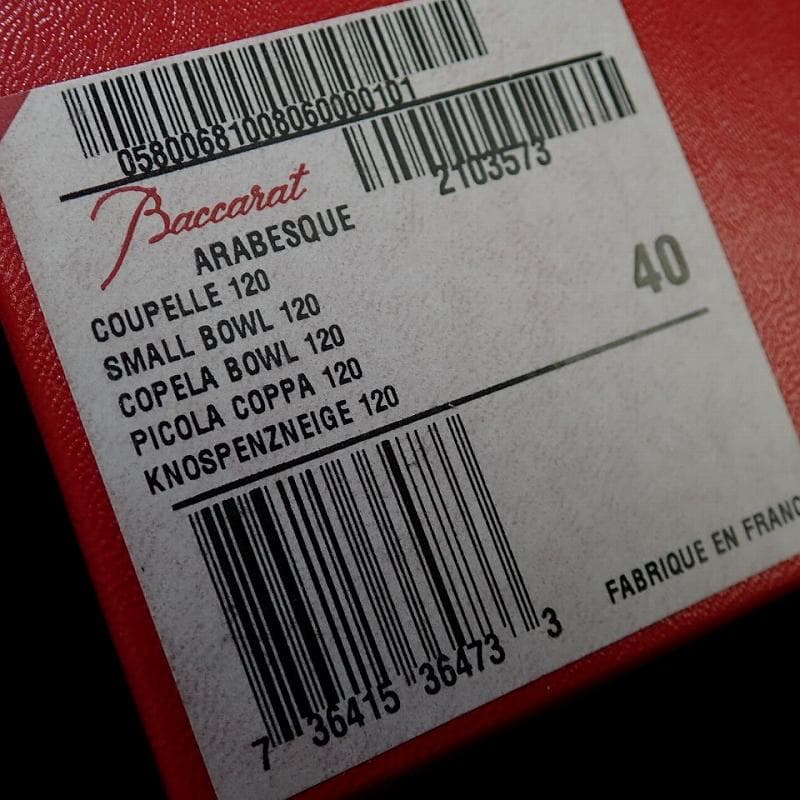 05800681008060000101
2103573
Baccarat
ARABESQUE
40
COUPELLE 120
SMALL BOWL 120
COPELA BOWL 120
PICOLA COPPA 120
KNOSPENZNEIGE 120
FABRIQUE EN FRANC
7 36415 36473 3